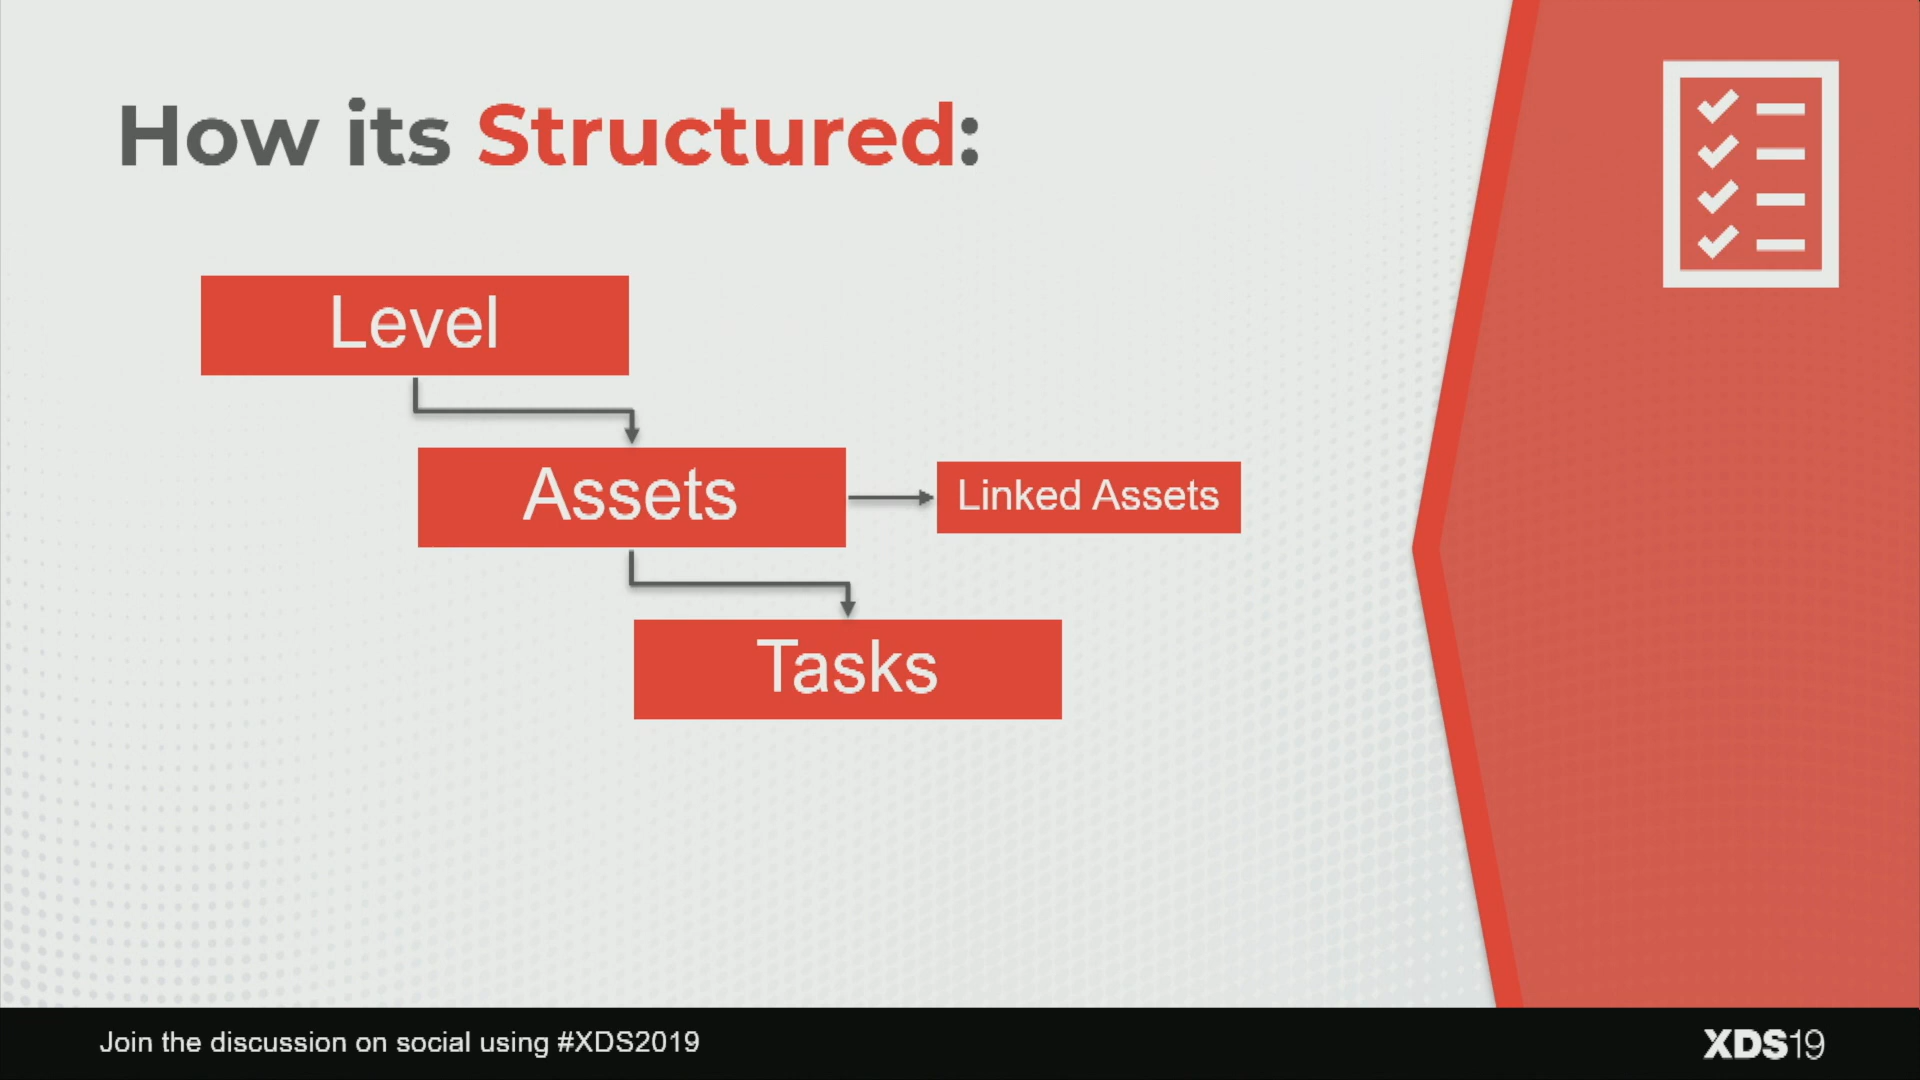 How its Structured:
Level
Assets
Linked Assets
Tasks
Join the discussion on social using #XDS2019
XDS19